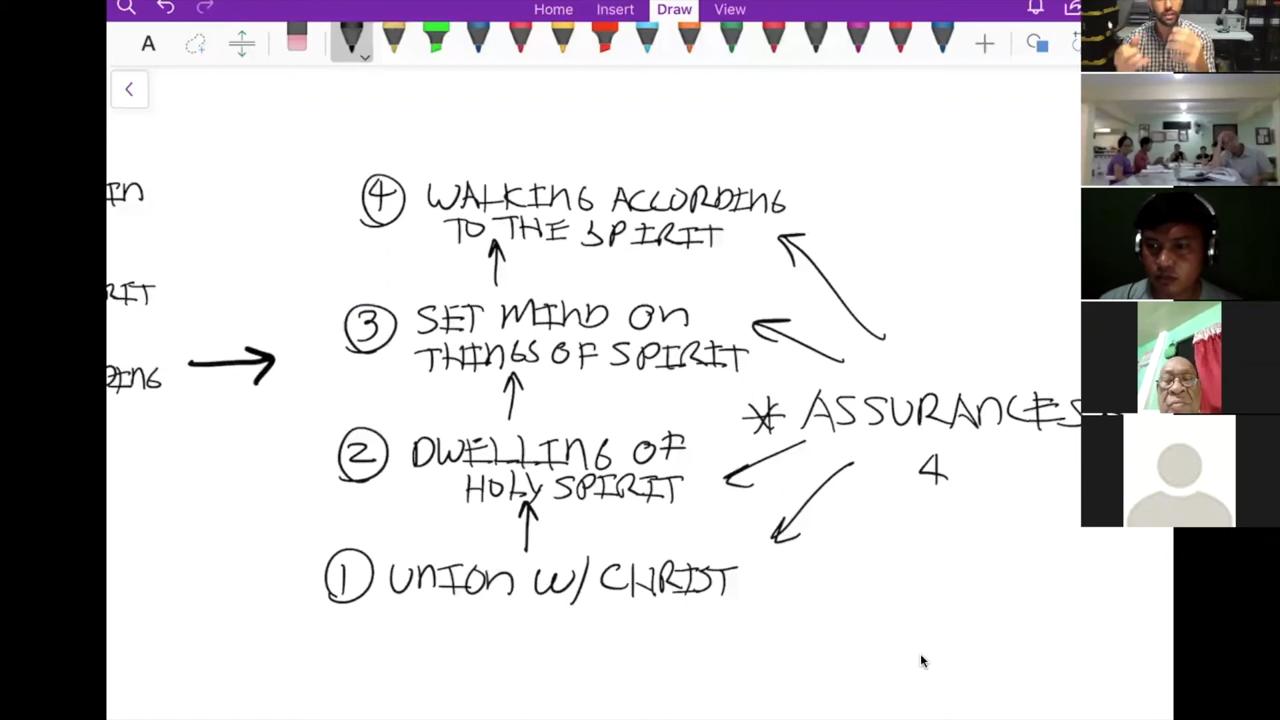 Home Insert Draw View
A
④ WALKING ACCORDING
TO THE SPIRIT
③ SET MIND ON
THINGS OF SPIRIT
② DWELLING OF
HOLY SPIRIT
① UNION W/ CHRIST
* ASSURANCES
4
IN
RIT
ING